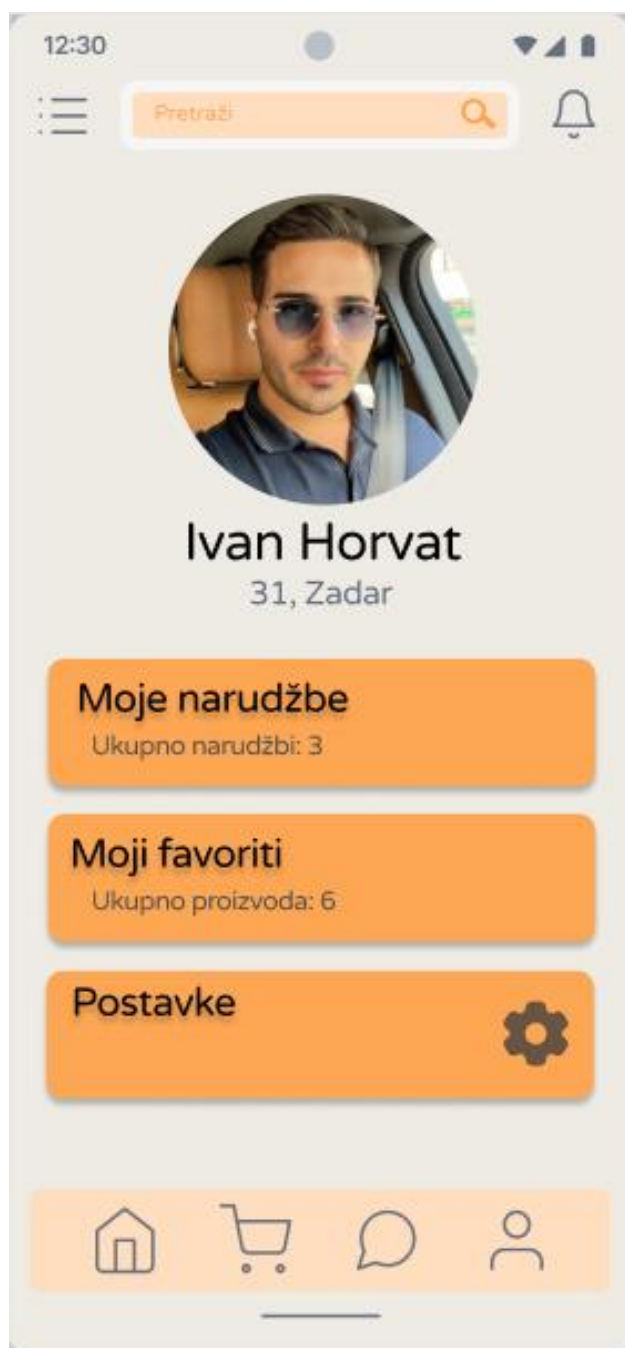 12:30
Pretraži
Ivan Horvat
31, Zadar
Moje narudžbe
Ukupno narudžbi: 3
Moji favoriti
Ukupno proizvoda: 6
Postavke